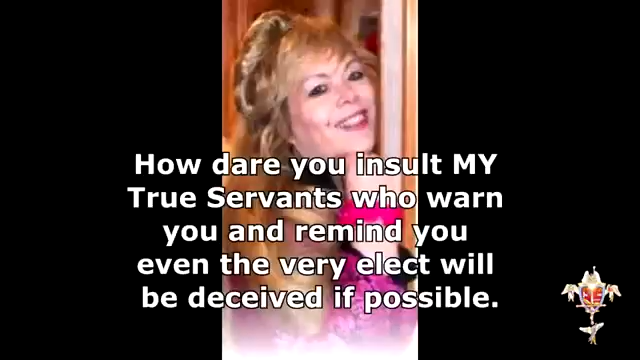 How dare you insult MY
True Servants who warn
you and remind you
even the very elect will
be deceived if possible.